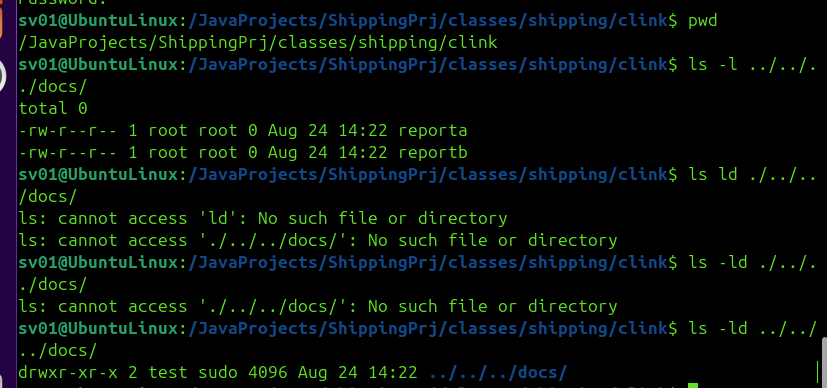 Password:
sv01@UbuntuLinux:/JavaProjects/ShippingPrj/classes/shipping/clink$ pwd
/JavaProjects/ShippingPrj/classes/shipping/clink
sv01@UbuntuLinux:/JavaProjects/ShippingPrj/classes/shipping/clink$ ls -l ../../.
./docs/
total 0
-rw-r--r-- 1 root root 0 Aug 24 14:22 reporta
-rw-r--r-- 1 root root 0 Aug 24 14:22 reportb
sv01@UbuntuLinux:/JavaProjects/ShippingPrj/classes/shipping/clink$ ls ld ./../..
/docs/
ls: cannot access 'ld': No such file or directory
ls: cannot access './../../docs/': No such file or directory
sv01@UbuntuLinux:/JavaProjects/ShippingPrj/classes/shipping/clink$ ls -ld ./../.
./docs/
ls: cannot access './../../docs/': No such file or directory
sv01@UbuntuLinux:/JavaProjects/ShippingPrj/classes/shipping/clink$ ls -ld ../../
../docs/
drwxr-xr-x 2 test sudo 4096 Aug 24 14:22 ../../../docs/